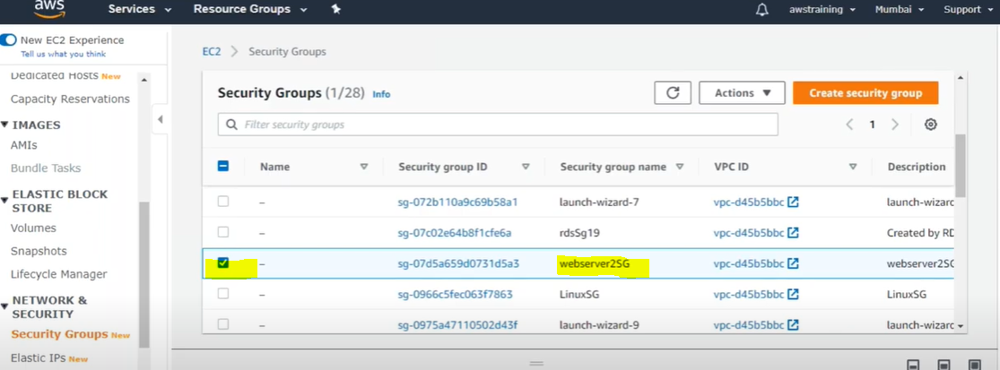 aws Services Resource Groups awstraining Mumbai Support
New EC2 Experience
Tell us what you think
Dedicated Hosts New
Capacity Reservations
IMAGES
AMIs
Bundle Tasks
ELASTIC BLOCK
STORE
Volumes
Snapshots
Lifecycle Manager
NETWORK &
SECURITY
Security Groups New
Elastic IPs New
EC2 > Security Groups
Security Groups (1/28) Info Actions Create security group
Filter security groups 1
Name Security group ID Security group name VPC ID Description
– sg-072b110a9c69b58a1 launch-wizard-7 vpc-d45b5bbc launch-wizard
– sg-07c02e64b8f1cfe6a rdsSg19 vpc-d45b5bbc Created by RD
– sg-07d5a659d0731d5a3 webserver2SG vpc-d45b5bbc webserver2SG
– sg-0966c5fec063f7863 LinuxSG vpc-d45b5bbc LinuxSG
– sg-0975a47110502d43f launch-wizard-9 vpc-d45b5bbc launch-wizard